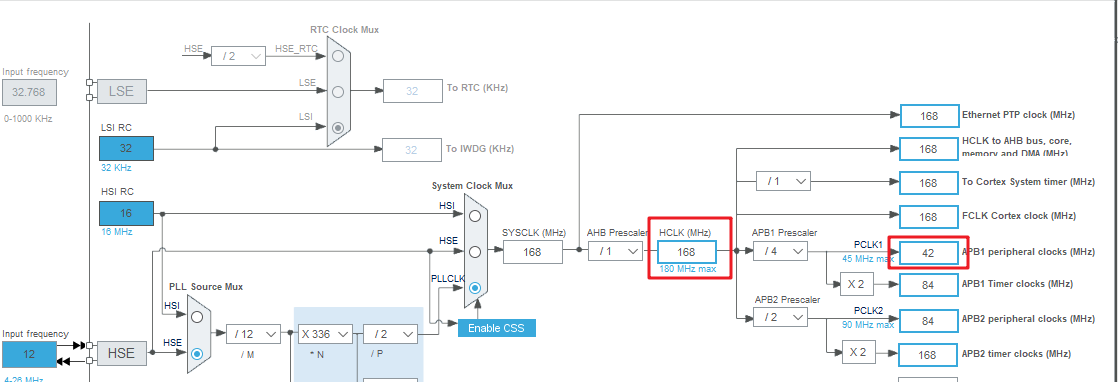 RTC Clock Mux
HSE
/ 2
HSE_RTC
Input frequency
32.768
LSE
LSE
32
To RTC (KHz)
0-1000 KHz
LSI RC
LSI
32
32 KHz
32
To IWDG (KHz)
168
Ethernet PTP clock (MHz)
168
HCLK to AHB bus, core,
memory and DMA (MHz)
/ 1
168
To Cortex System timer (MHz)
168
FCLK Cortex clock (MHz)
HSI RC
16
16 MHz
System Clock Mux
HSI
HSE
PLLCLK
SYSCLK (MHz)
168
AHB Prescaler
/ 1
HCLK (MHz)
168
180 MHz max
APB1 Prescaler
/ 4
PCLK1
45 MHz max
42
APB1 peripheral clocks (MHz)
X 2
84
APB1 Timer clocks (MHz)
APB2 Prescaler
/ 2
PCLK2
90 MHz max
84
APB2 peripheral clocks (MHz)
X 2
168
APB2 timer clocks (MHz)
Enable CSS
PLL Source Mux
HSI
HSE
Input frequency
12
4-26 MHz
HSE
/ 12
/ M
X 336
* N
/ 2
/ P